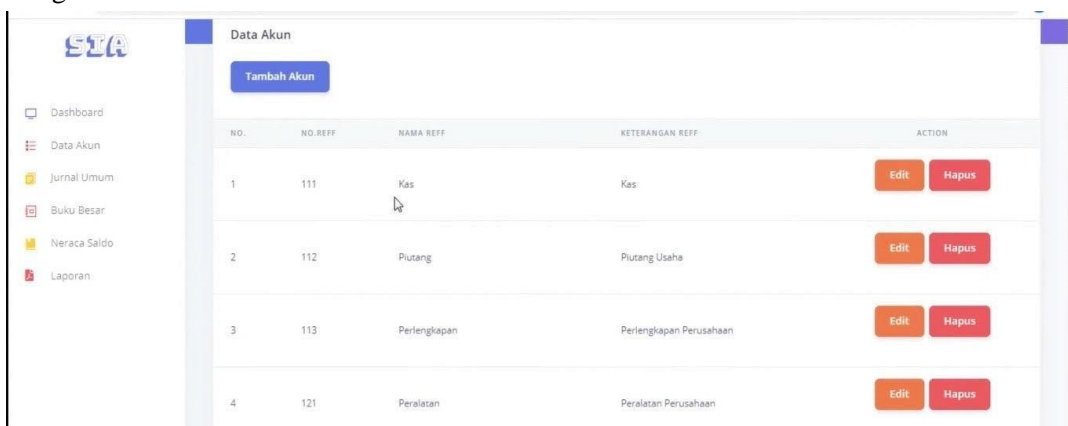 SIA
Dashboard
Data Akun
Jurnal Umum
Buku Besar
Neraca Saldo
Laporan
Data Akun
Tambah Akun
NO. NO.REFF NAMA REFF KETERANGAN REFF ACTION
1 111 Kas Kas Edit Hapus
2 112 Piutang Piutang Usaha Edit Hapus
3 113 Perlengkapan Perlengkapan Perusahaan Edit Hapus
4 121 Peralatan Peralatan Perusahaan Edit Hapus